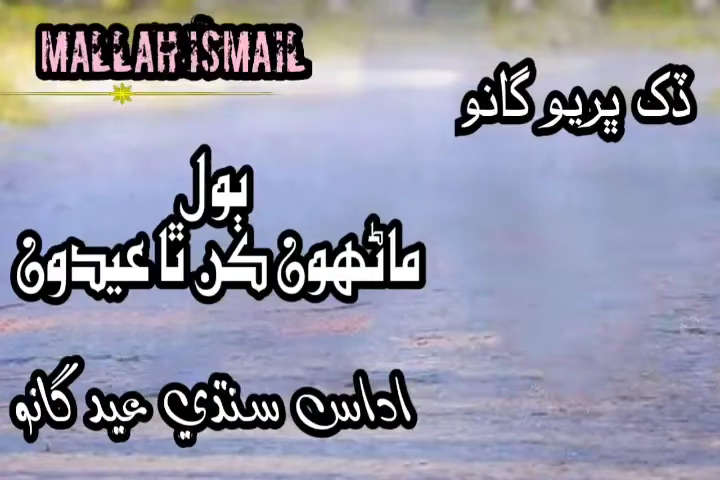 MALLAH ISMAIL
ڏک ڀريو گانو
ٻول
ماڻهون ڪن ٿا عيدون
اداس سنڌي عيد گانو